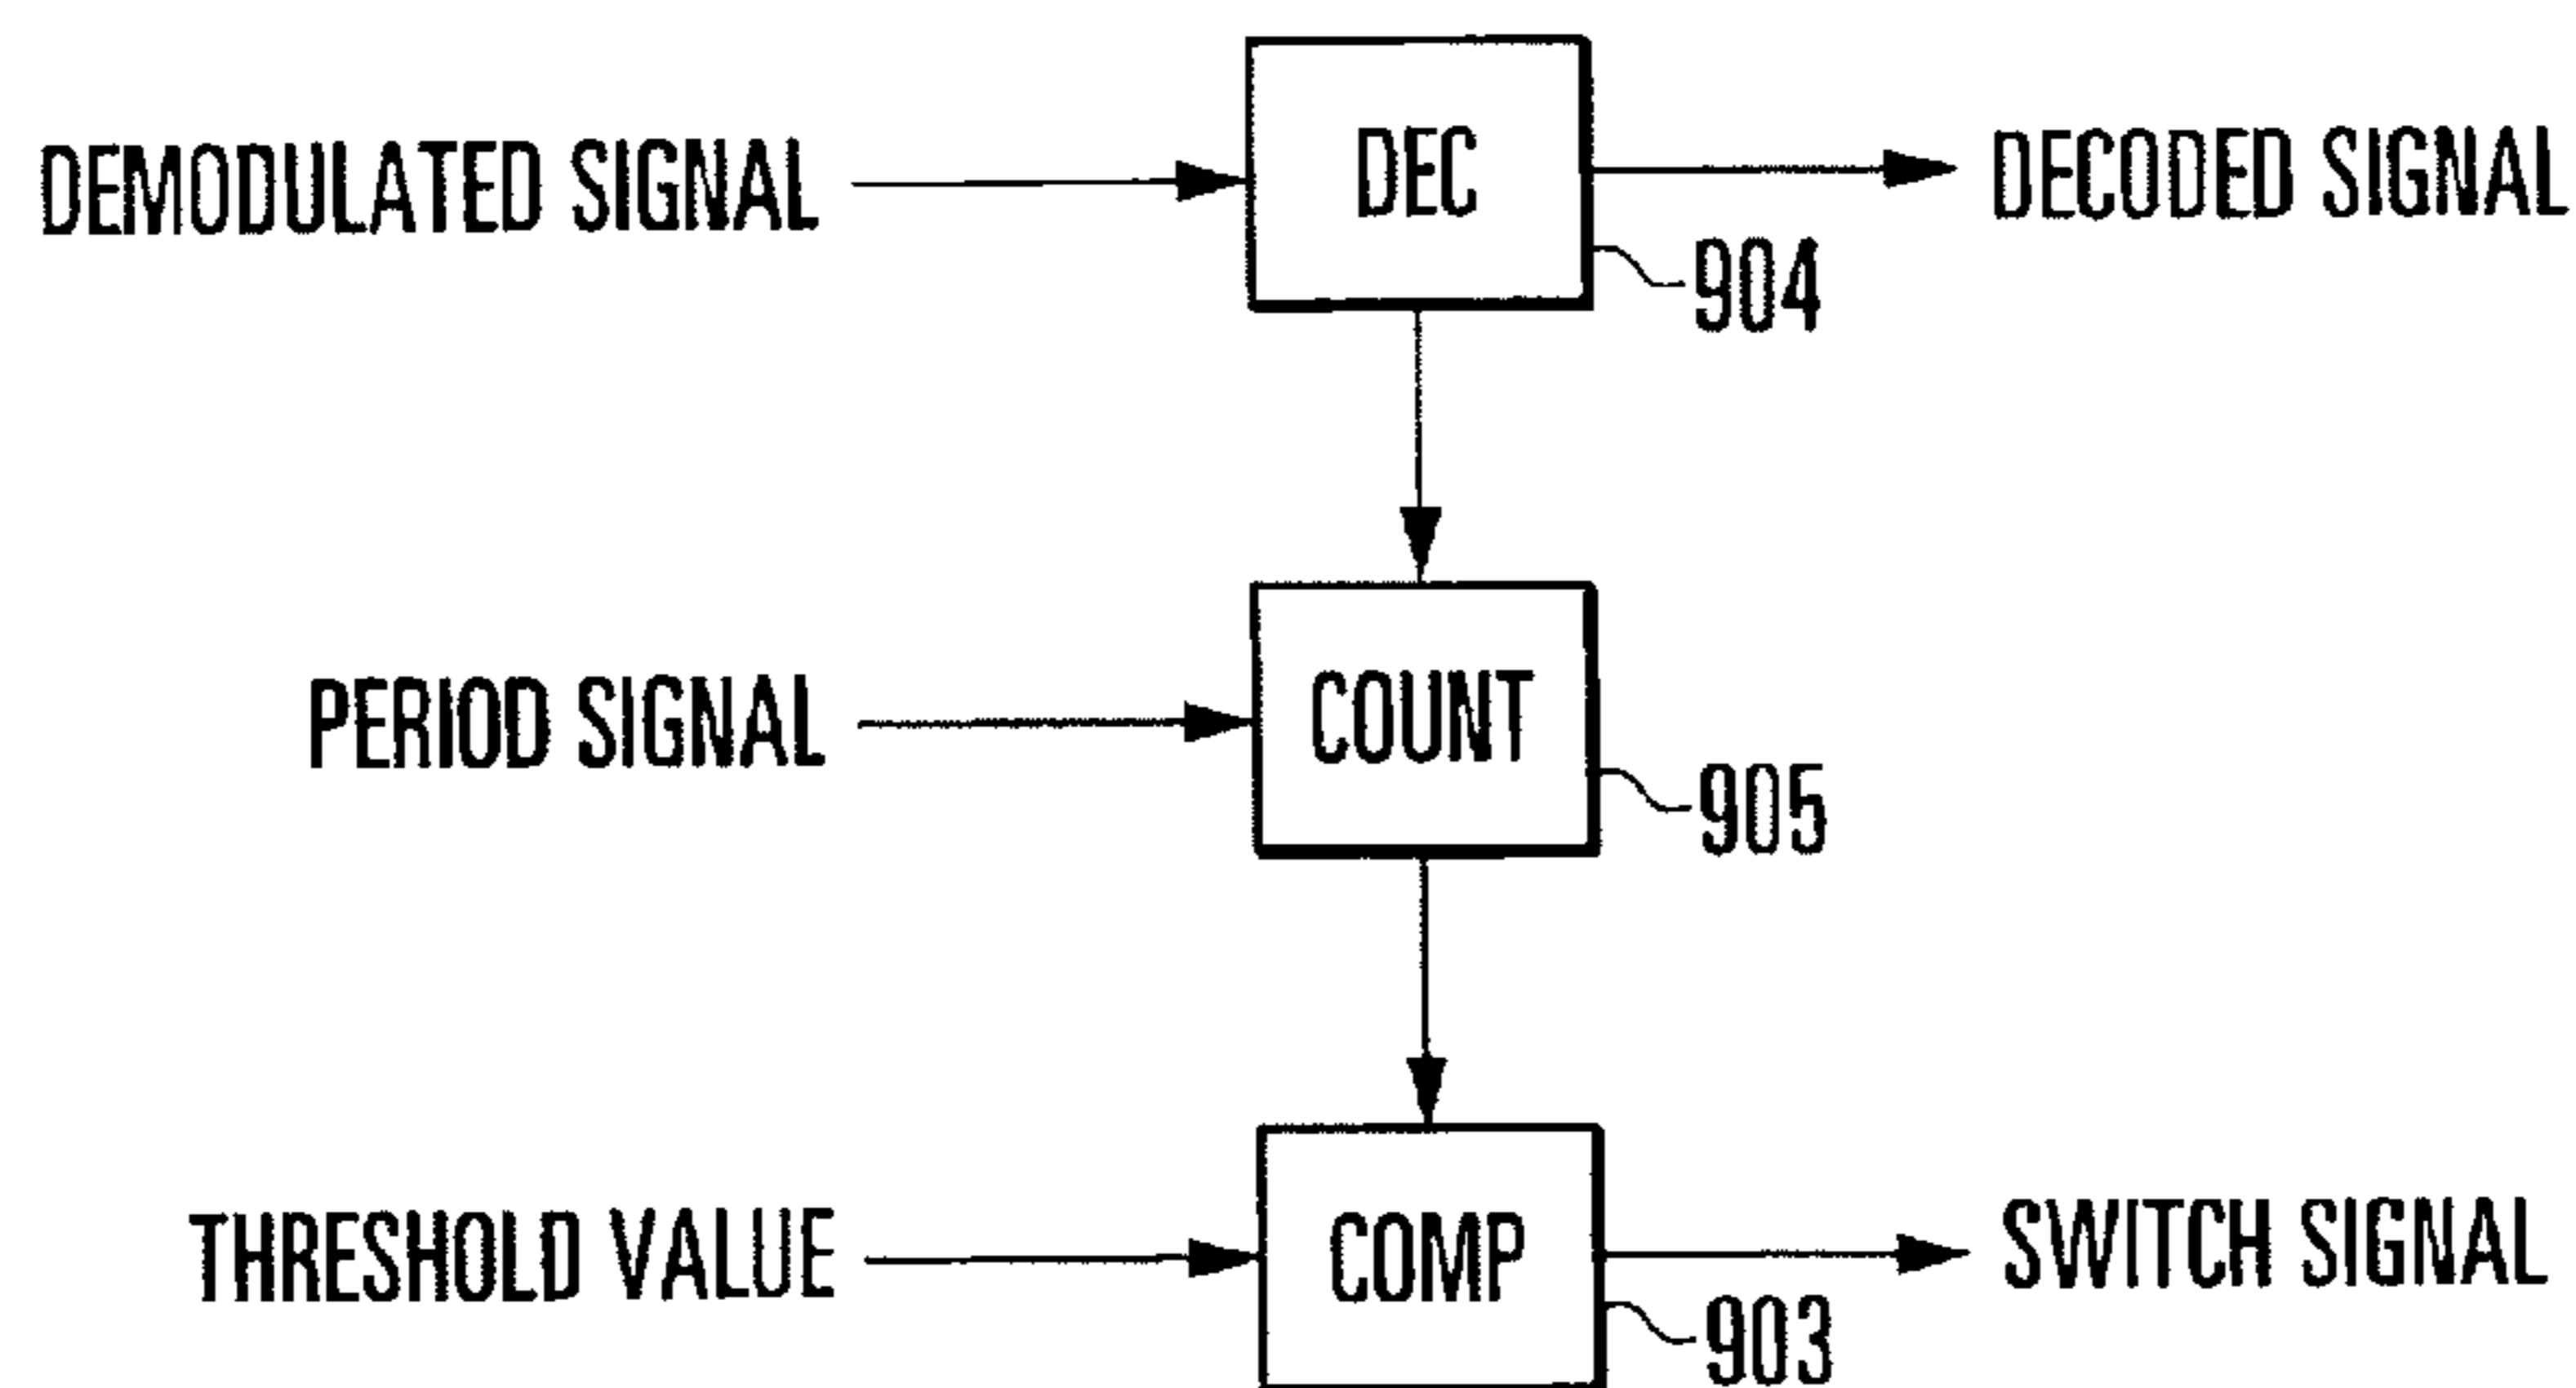 DEMODULATED SIGNAL
DEC
DECODED SIGNAL
904
PERIOD SIGNAL
COUNT
905
THRESHOLD VALUE
COMP
SWITCH SIGNAL
903